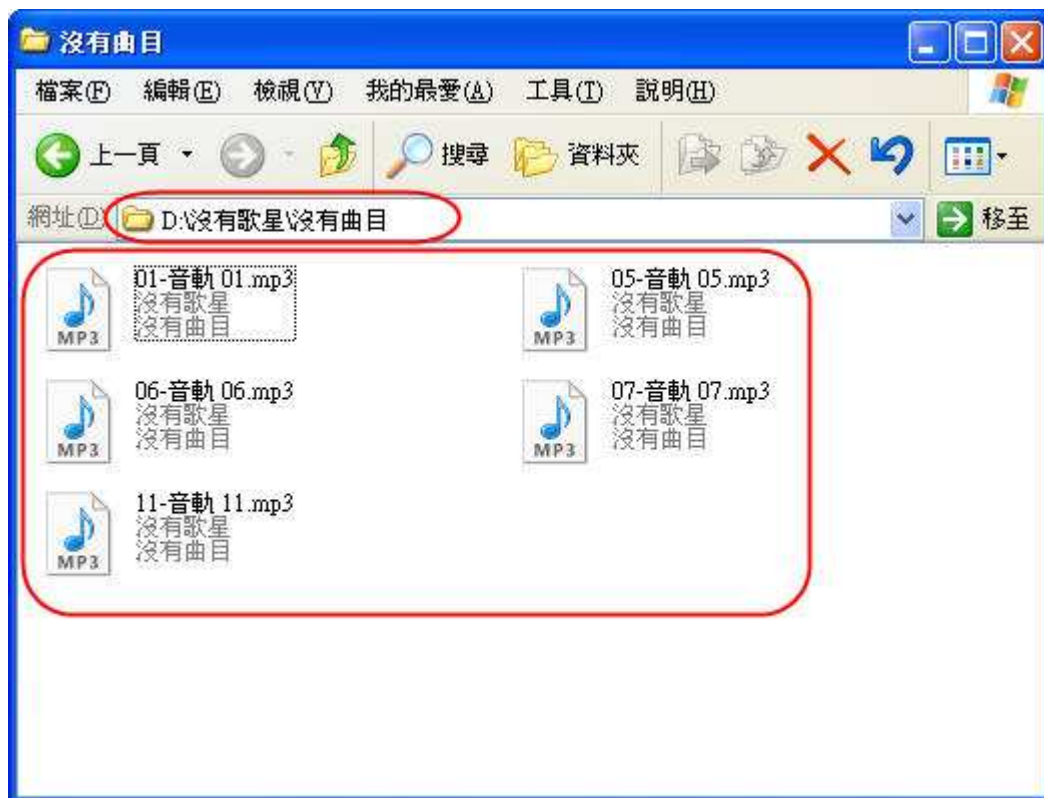 沒有曲目
檔案(F) 編輯(E) 檢視(V) 我的最愛(A) 工具(T) 說明(H)
上一頁 搜尋 資料夾
網址(D) D:\沒有歌星\沒有曲目 移至
01-音軌 01.mp3
沒有歌星
沒有曲目
MP3
05-音軌 05.mp3
沒有歌星
沒有曲目
MP3
06-音軌 06.mp3
沒有歌星
沒有曲目
MP3
07-音軌 07.mp3
沒有歌星
沒有曲目
MP3
11-音軌 11.mp3
沒有歌星
沒有曲目
MP3